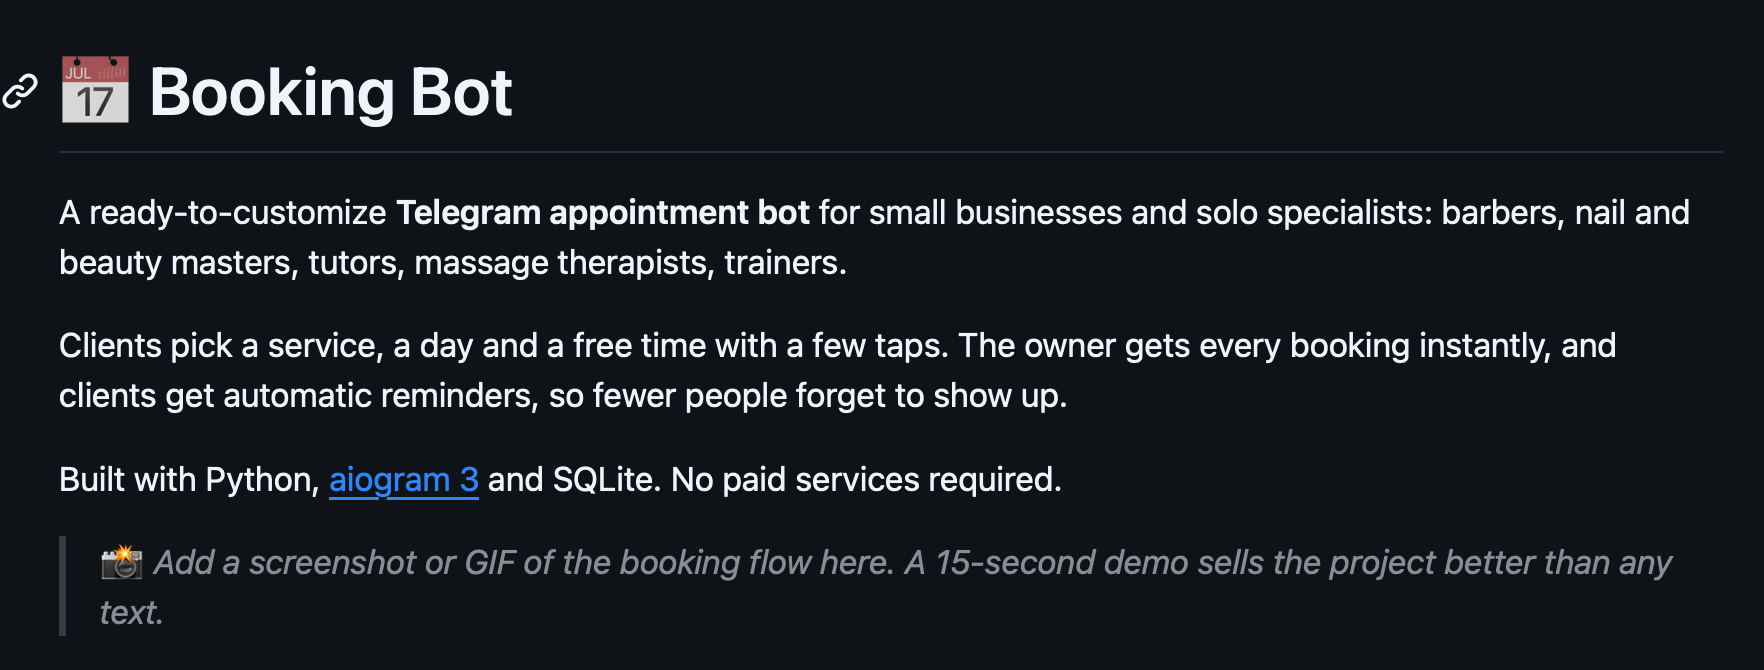 JUL
17
Booking Bot
A ready-to-customize Telegram appointment bot for small businesses and solo specialists: barbers, nail and
beauty masters, tutors, massage therapists, trainers.
Clients pick a service, a day and a free time with a few taps. The owner gets every booking instantly, and
clients get automatic reminders, so fewer people forget to show up.
Built with Python, aiogram 3 and SQLite. No paid services required.
Add a screenshot or GIF of the booking flow here. A 15-second demo sells the project better than any
text.